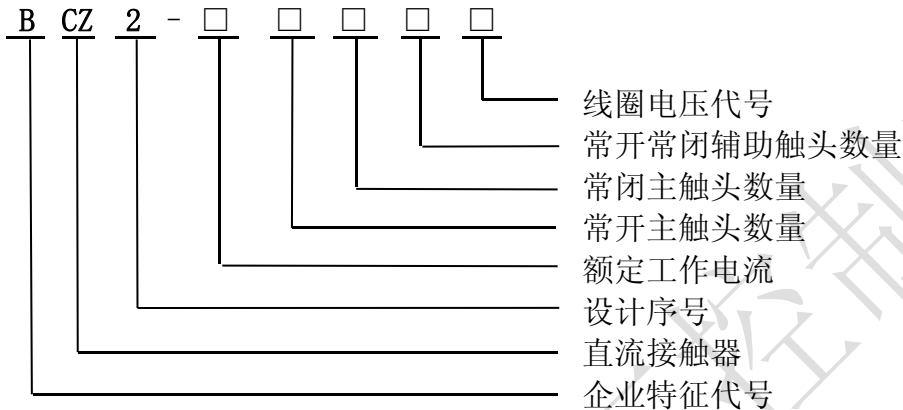 B CZ 2 - □ □ □ □ □
线圈电压代号
常开常闭辅助触头数量
常闭主触头数量
常开主触头数量
额定工作电流
设计序号
直流接触器
企业特征代号
控制